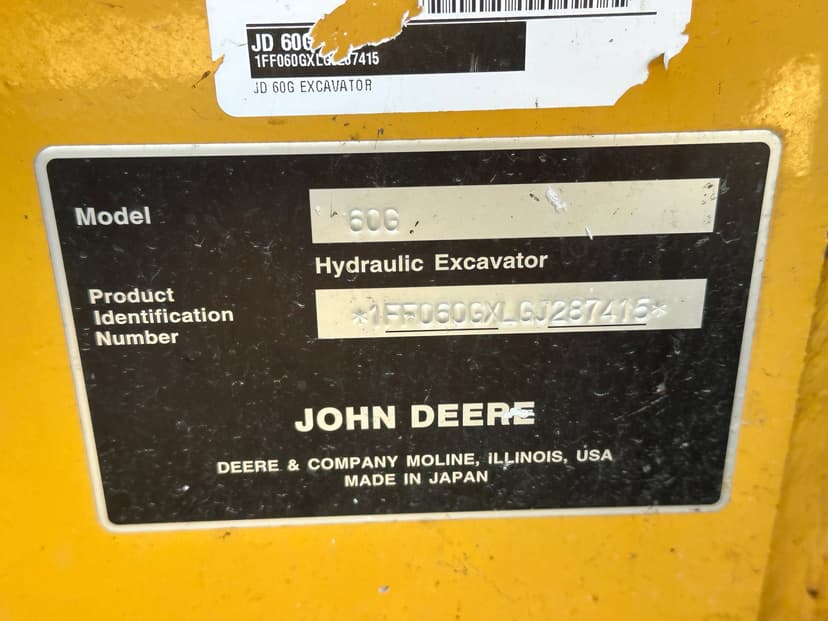 JD 60G
1FF060GXLGJ287415
JD 60G EXCAVATOR
Model 60G
Hydraulic Excavator
Product
Identification
Number
*1FF060GXLGJ287415*
JOHN DEERE
DEERE & COMPANY MOLINE, ILLINOIS, USA
MADE IN JAPAN